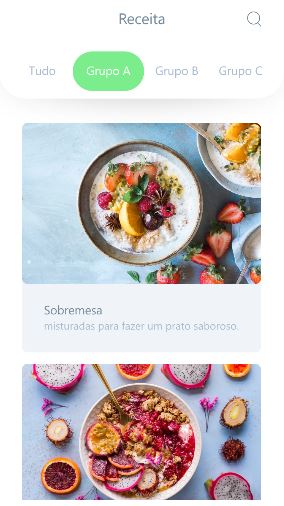 Receita
Tudo Grupo A Grupo B Grupo C
Sobremesa
misturadas para fazer um prato saboroso.